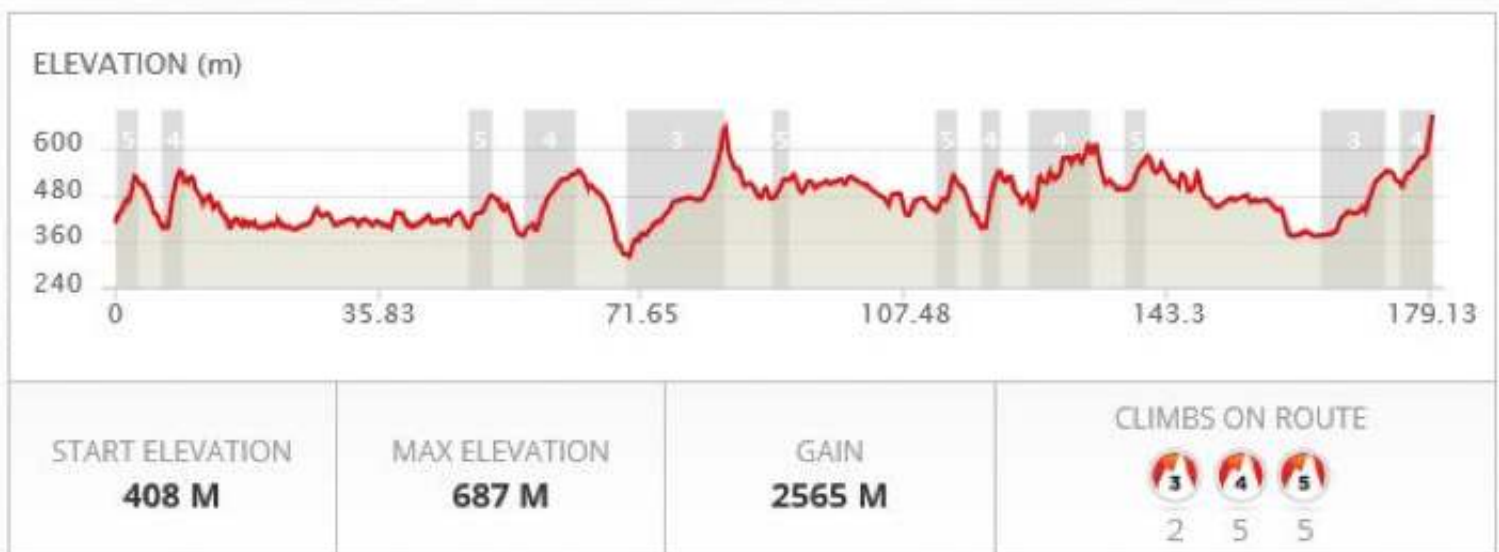 ELEVATION (m)
5 4 5 4 3 5 5 4 4 5 3 4
600
480
360
240
0 35.83 71.65 107.48 143.3 179.13
START ELEVATION
408 M
MAX ELEVATION
687 M
GAIN
2565 M
CLIMBS ON ROUTE
3 4 5
2 5 5